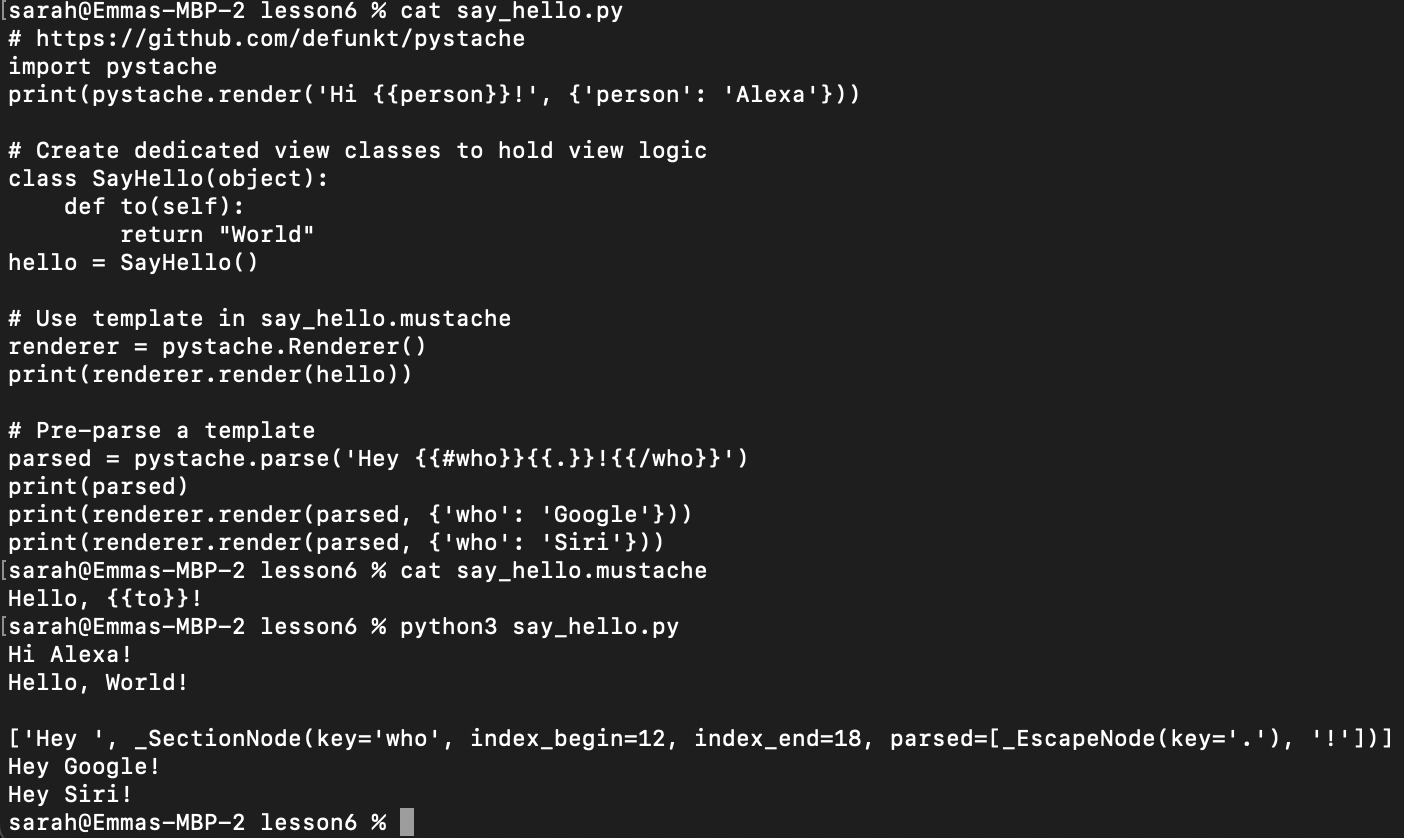 [sarah@Emmas-MBP-2 lesson6 % cat say_hello.py
# https://github.com/defunkt/pystache
import pystache
print(pystache.render('Hi {{person}}!', {'person': 'Alexa'}))

# Create dedicated view classes to hold view logic
class SayHello(object):
    def to(self):
        return "World"
hello = SayHello()

# Use template in say_hello.mustache
renderer = pystache.Renderer()
print(renderer.render(hello))

# Pre-parse a template
parsed = pystache.parse('Hey {{#who}}{{.}}!{{/who}}')
print(parsed)
print(renderer.render(parsed, {'who': 'Google'}))
print(renderer.render(parsed, {'who': 'Siri'}))
[sarah@Emmas-MBP-2 lesson6 % cat say_hello.mustache
Hello, {{to}}!
[sarah@Emmas-MBP-2 lesson6 % python3 say_hello.py
Hi Alexa!
Hello, World!

['Hey ', _SectionNode(key='who', index_begin=12, index_end=18, parsed=[_EscapeNode(key='.'), '!'])]
Hey Google!
Hey Siri!
sarah@Emmas-MBP-2 lesson6 %